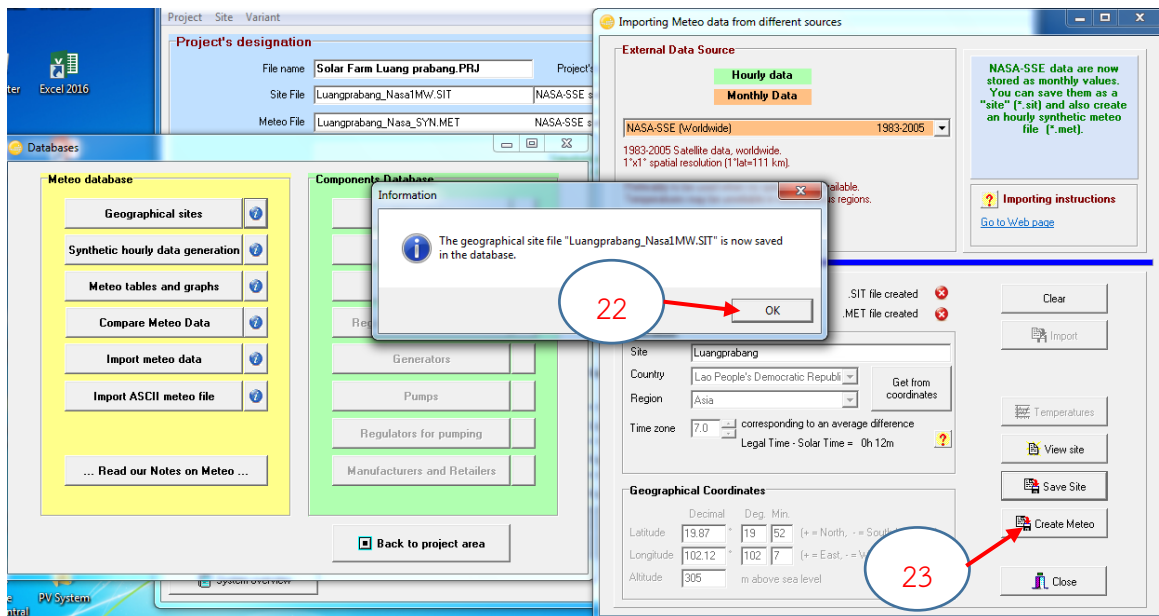 Project Site Variant
Project's designation
File name Solar Farm Luang prabang.PRJ Project's
Site File Luangprabang_Nasa1MW.SIT NASA-SSE s
Meteo File Luangprabang_Nasa_SYN.MET NASA-SSE s
Excel 2016
Databases
Meteo database
Geographical sites
Synthetic hourly data generation
Meteo tables and graphs
Compare Meteo Data
Import meteo data
Import ASCII meteo file
... Read our Notes on Meteo ...
Components Database
Generators
Pumps
Regulators for pumping
Manufacturers and Retailers
Back to project area
System overview
PV System
Information
The geographical site file "Luangprabang_Nasa1MW.SIT" is now saved
in the database.
OK
22
Importing Meteo data from different sources
External Data Source
Hourly data
Monthly Data
NASA-SSE (Worldwide) 1983-2005
1983-2005 Satellite data, worldwide.
1°x1° spatial resolution (1°lat=111 km).
NASA-SSE data are now
stored as monthly values.
You can save them as a
"site" (*.sit) and also create
an hourly synthetic meteo
file (*.met).
? Importing instructions
Go to Web page
.SIT file created
.MET file created
Site Luangprabang
Country Lao People's Democratic Republi
Region Asia
Get from
coordinates
Time zone 7.0 corresponding to an average difference
Legal Time - Solar Time = 0h 12m ?
Geographical Coordinates
Decimal Deg. Min.
Latitude 19.87 ° 19 52 (+ = North, - = South
Longitude 102.12 ° 102 7 (+ = East, - =
Altitude 305 m above sea level
23
Clear
Import
Temperatures
View site
Save Site
Create Meteo
Close